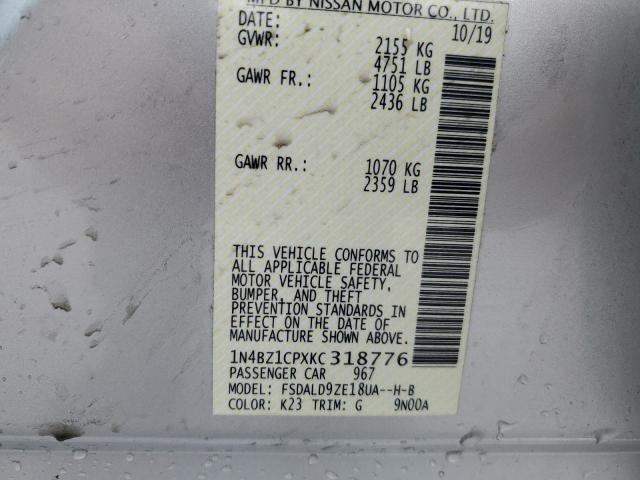 MFD BY NISSAN MOTOR CO., LTD.
DATE: 10/19
GVWR: 2155 KG
4751 LB
GAWR FR.: 1105 KG
2436 LB
GAWR RR.: 1070 KG
2359 LB
THIS VEHICLE CONFORMS TO
ALL APPLICABLE FEDERAL
MOTOR VEHICLE SAFETY,
BUMPER, AND THEFT
PREVENTION STANDARDS IN
EFFECT ON THE DATE OF
MANUFACTURE SHOWN ABOVE.
1N4BZ1CPXKC318776
PASSENGER CAR 967
MODEL: FSDALD9ZE18UA--H-B
COLOR: K23 TRIM: G 9N00A